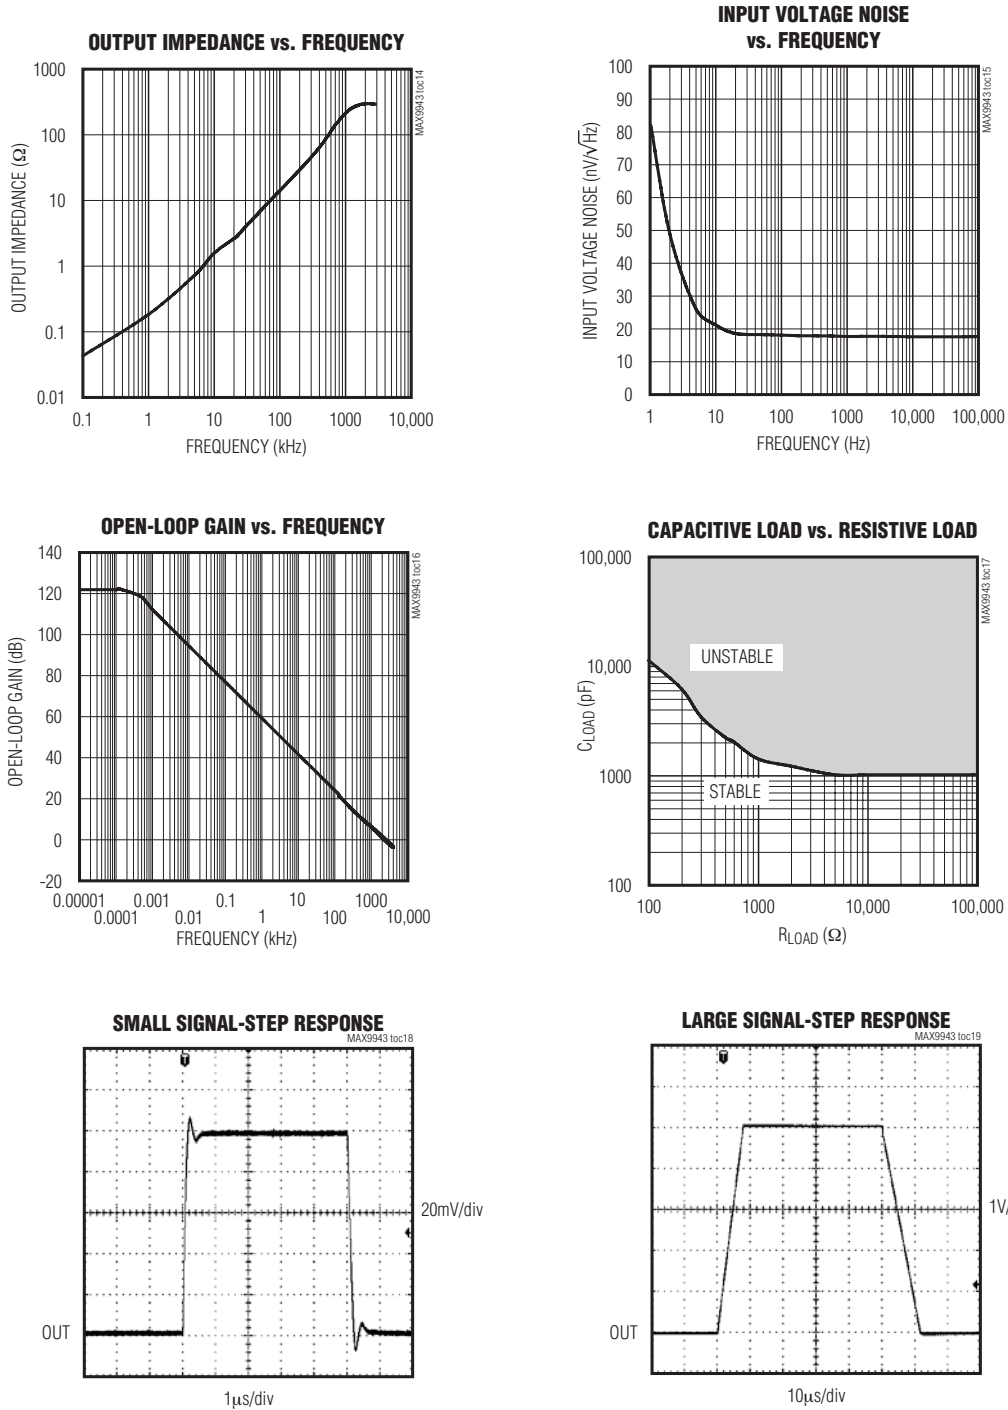 OUTPUT IMPEDANCE vs. FREQUENCY
MAX9943 toc14
OUTPUT IMPEDANCE (Ω)
1000
100
10
1
0.1
0.01
0.1 1 10 100 1000 10,000
FREQUENCY (kHz)
INPUT VOLTAGE NOISE
vs. FREQUENCY
MAX9943 toc15
INPUT VOLTAGE NOISE (nV/√Hz)
100
90
80
70
60
50
40
30
20
10
0
1 10 100 1000 10,000 100,000
FREQUENCY (Hz)
OPEN-LOOP GAIN vs. FREQUENCY
MAX9943 toc16
OPEN-LOOP GAIN (dB)
140
120
100
80
60
40
20
0
-20
0.00001 0.001 0.1 10 1000
0.0001 0.01 1 100 10,000
FREQUENCY (kHz)
CAPACITIVE LOAD vs. RESISTIVE LOAD
MAX9943 toc17
CLOAD (pF)
100,000
10,000
1000
100
UNSTABLE
STABLE
100 1000 10,000 100,000
RLOAD (Ω)
SMALL SIGNAL-STEP RESPONSE
MAX9943 toc18
T
20mV/div
OUT
1μs/div
LARGE SIGNAL-STEP RESPONSE
MAX9943 toc19
T
1V/
OUT
10μs/div